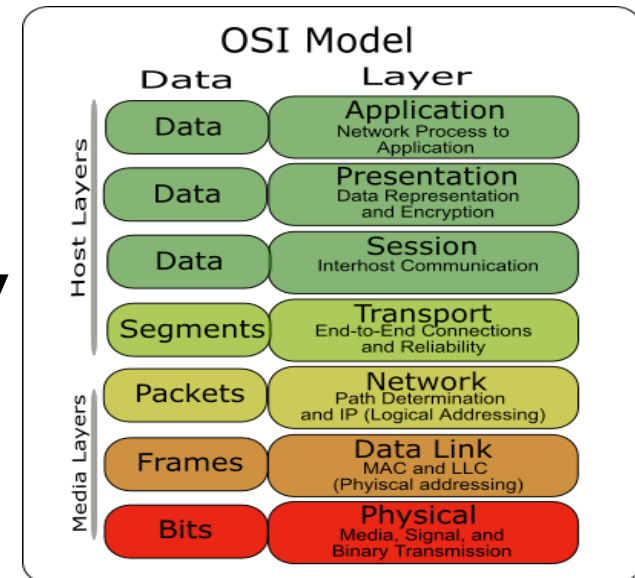 OSI Model
Data Layer
Host Layers
Data
Application
Network Process to
Application
Data
Presentation
Data Representation
and Encryption
Data
Session
Interhost Communication
Segments
Transport
End-to-End Connections
and Reliability
Media Layers
Packets
Network
Path Determination
and IP (Logical Addressing)
Frames
Data Link
MAC and LLC
(Phyiscal addressing)
Bits
Physical
Media, Signal, and
Binary Transmission